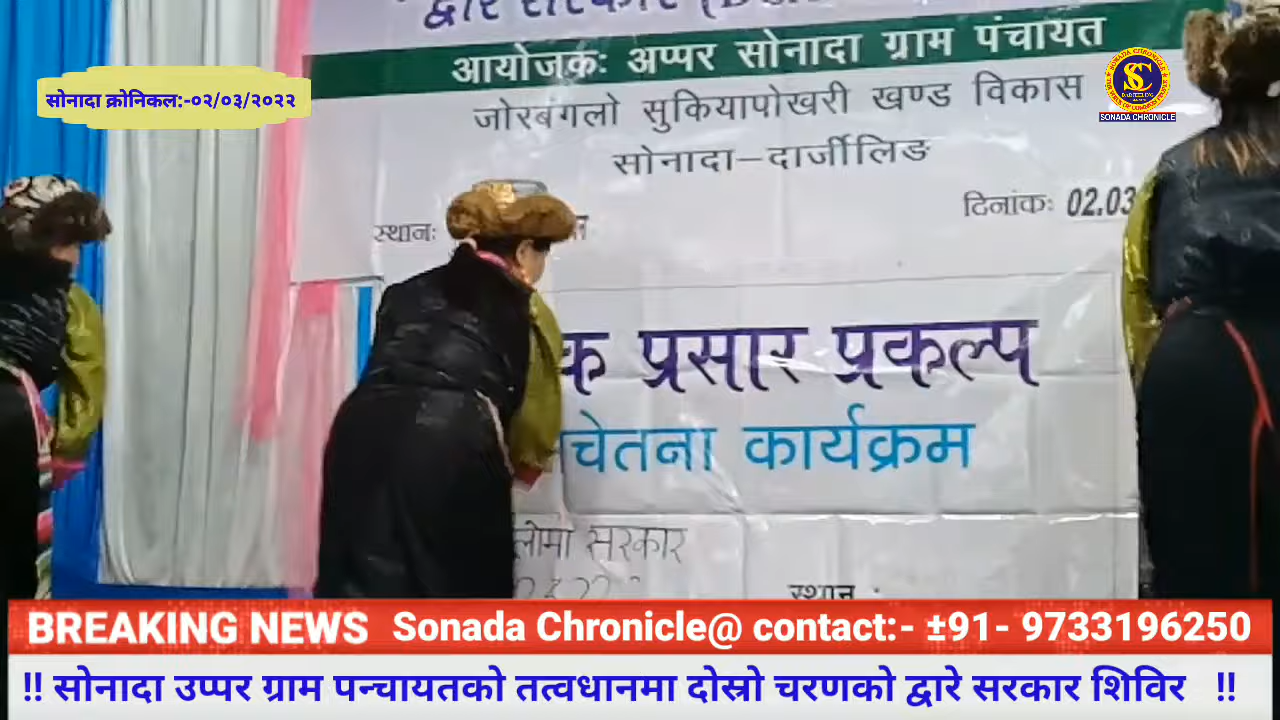 द्वारे सरकार
आयोजकः अप्पर सोनादा ग्राम पंचायत
जोरबंगलो सुकियापोखरी खण्ड विकास
सोनादा–दार्जीलिङ
सोनादा क्रोनिकल:-०२/०३/२०२२
SONADA CHRONICLE
दिनांकः 02.03
स्थानः
क प्रसार प्रकल्प
चेतना कार्यक्रम
सरकार
स्थान :
BREAKING NEWS Sonada Chronicle@ contact:- ±91- 9733196250
!! सोनादा उप्पर ग्राम पन्चायतको तत्वधानमा दोस्रो चरणको द्वारे सरकार शिविर !!